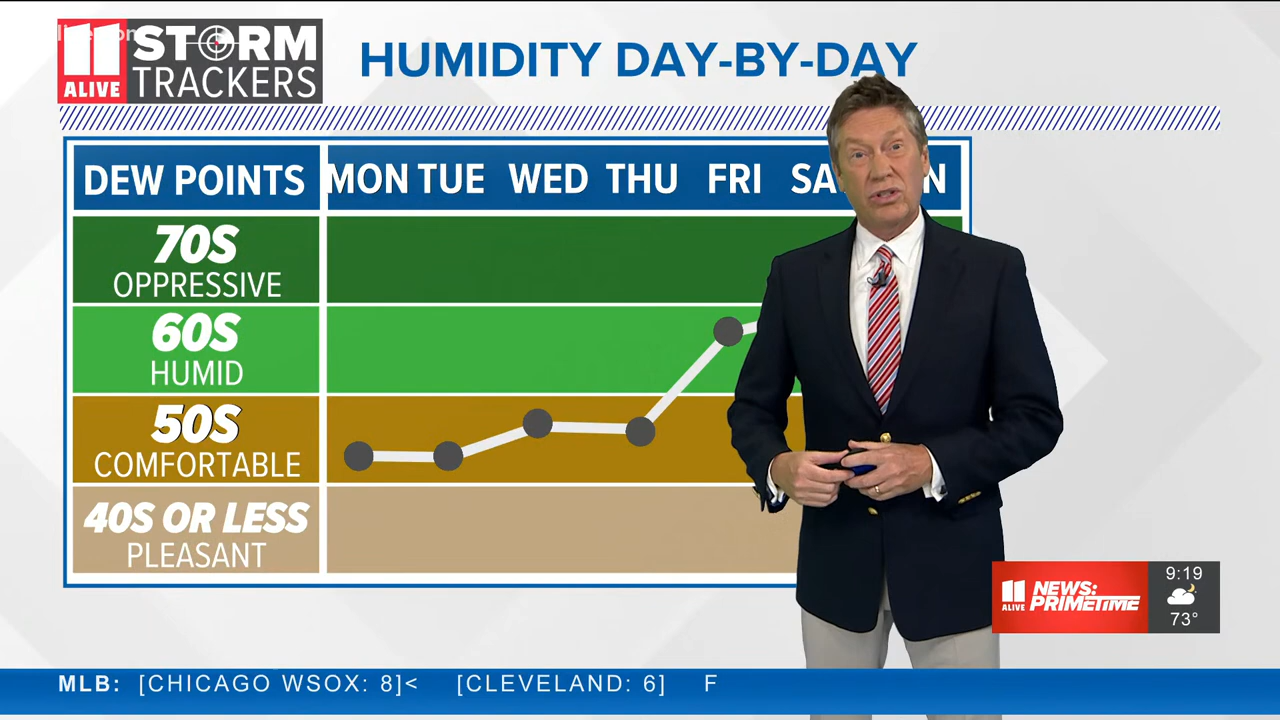 11 ALIVE
STORM
TRACKERS
HUMIDITY DAY-BY-DAY
DEW POINTS MON TUE WED THU FRI SA N
70S
OPPRESSIVE
60S
HUMID
50S
COMFORTABLE
40S OR LESS
PLEASANT
11 ALIVE
NEWS:
PRIMETIME
9:19
73°
MLB: [CHICAGO WSOX: 8]< [CLEVELAND: 6] F